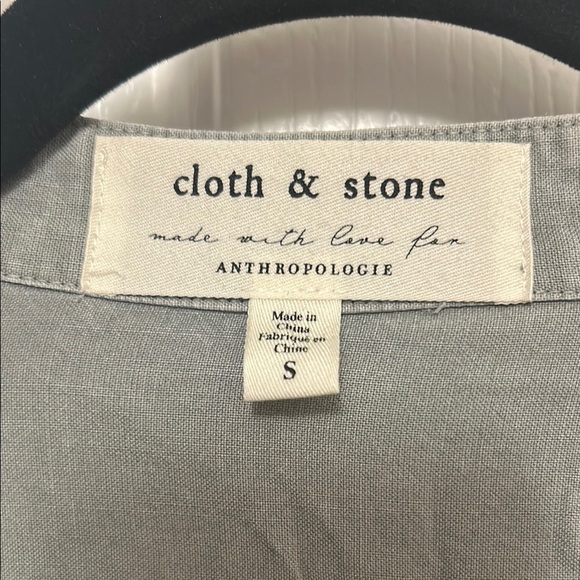 cloth & stone
made with love for
ANTHROPOLOGIE
Made in
China
Fabriqué en
Chine
S